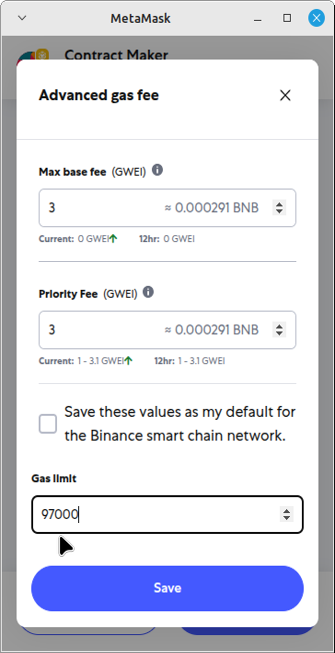 MetaMask
Contract Maker
Advanced gas fee
Max base fee (GWEI)
3 ≈ 0.000291 BNB
Current: 0 GWEI↑ 12hr: 0 GWEI
Priority Fee (GWEI)
3 ≈ 0.000291 BNB
Current: 1 - 3.1 GWEI↑ 12hr: 1 - 3.1 GWEI
Save these values as my default for
the Binance smart chain network.
Gas limit
97000
Save